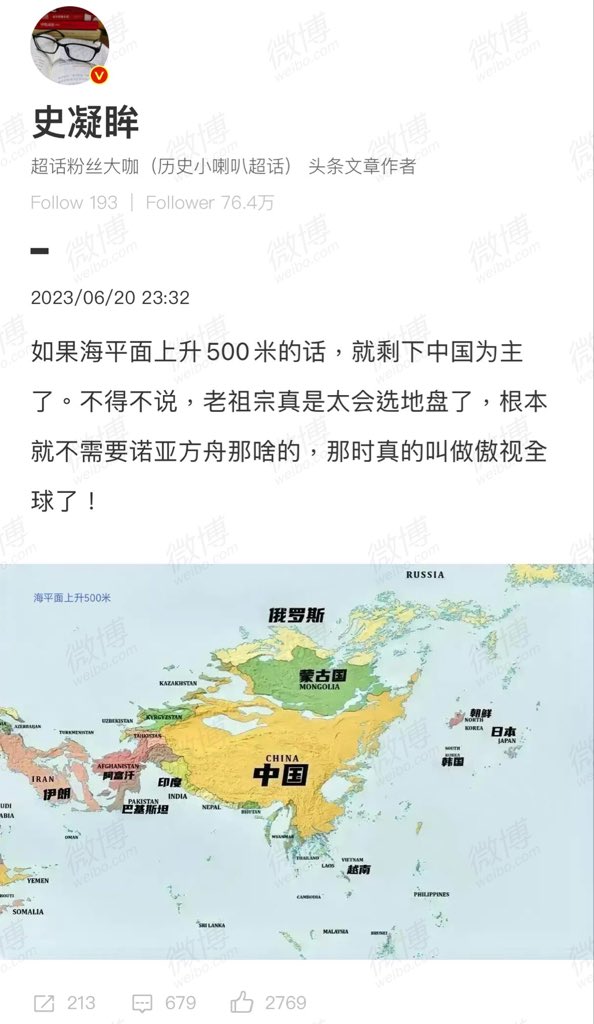 史凝眸
超话粉丝大咖（历史小喇叭超话） 头条文章作者
Follow 193 | Follower 76.4万
2023/06/20 23:32
如果海平面上升500米的话，就剩下中国为主
了。不得不说，老祖宗真是太会选地盘了，根本
就不需要诺亚方舟那啥的，那时真的叫做傲视全
球了！
海平面上升500米
RUSSIA
俄罗斯
蒙古国
MONGOLIA
KAZAKHSTAN
KYRGYZSTAN
UZBEKISTAN
AZERBAIJAN
TURKMENISTAN
TAJIKISTAN
朝鲜
NORTH
KOREA
日本
JAPAN
SOUTH
KOREA
韩国
CHINA
中国
AFGHANISTAN
阿富汗
IRAN
伊朗
印度
INDIA
PAKISTAN
巴基斯坦
NEPAL
BHUTAN
OMAN
MYANMAR
THAILAND
LAOS
VIETNAM
越南
CAMBODIA
PHILIPPINES
YEMEN
SOMALIA
SRI LANKA
MALAYSIA
BRUNEI
213
679
2769
微博
weibo.com